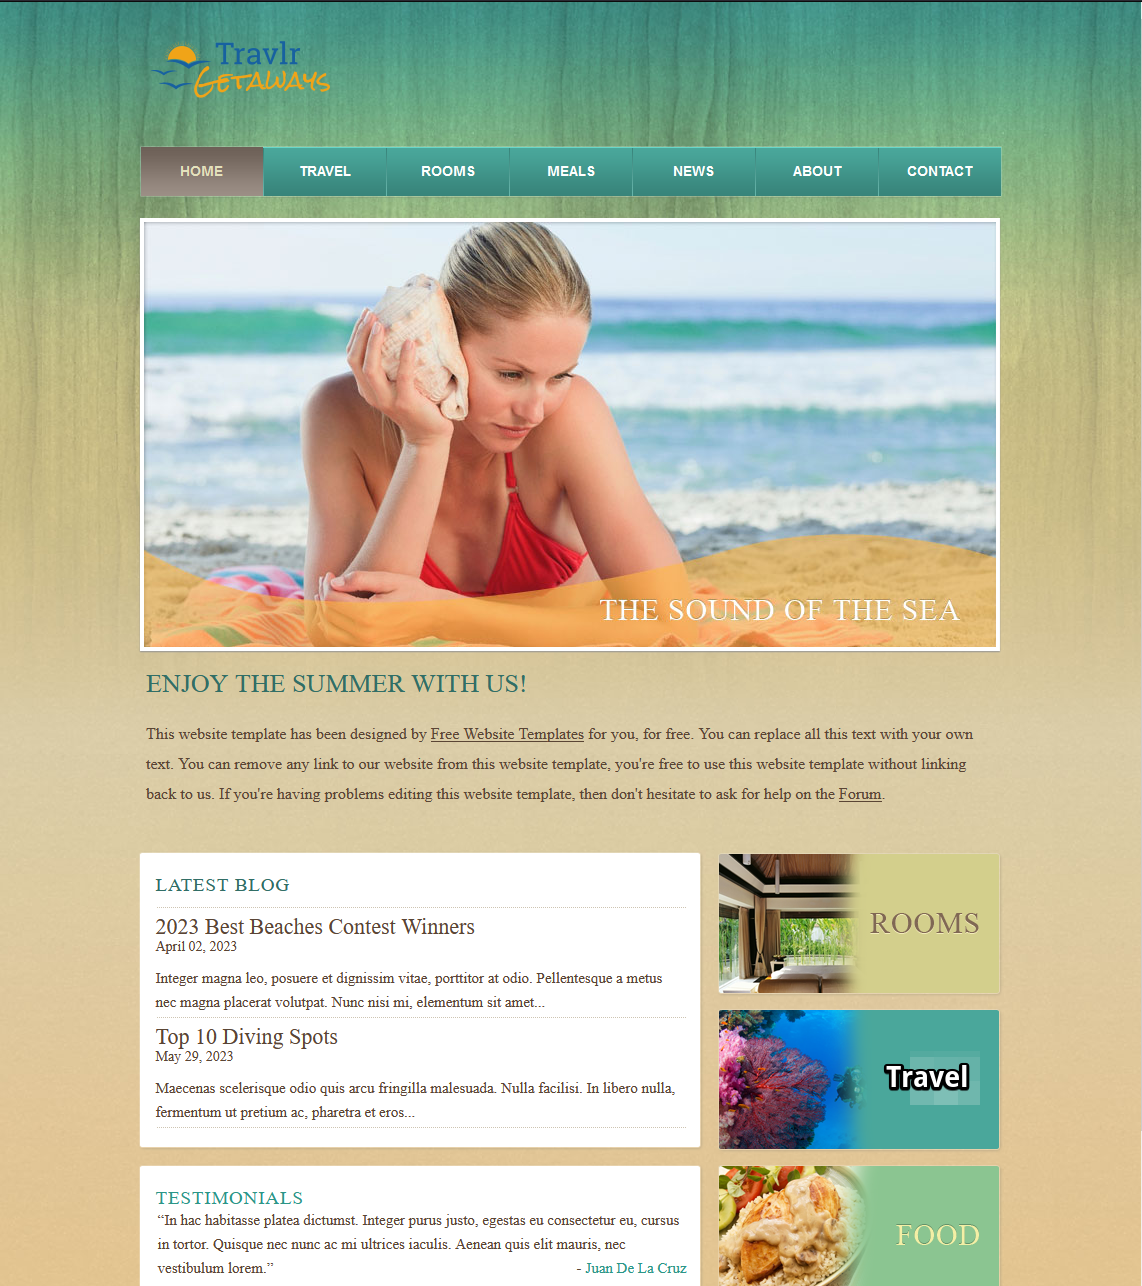 Travlr
GETAWAYS
HOME TRAVEL ROOMS MEALS NEWS ABOUT CONTACT
THE SOUND OF THE SEA
ENJOY THE SUMMER WITH US!
This website template has been designed by Free Website Templates for you, for free. You can replace all this text with your own
text. You can remove any link to our website from this website template, you're free to use this website template without linking
back to us. If you're having problems editing this website template, then don't hesitate to ask for help on the Forum.
LATEST BLOG
2023 Best Beaches Contest Winners
April 02, 2023
Integer magna leo, posuere et dignissim vitae, porttitor at odio. Pellentesque a metus
nec magna placerat volutpat. Nunc nisi mi, elementum sit amet...
Top 10 Diving Spots
May 29, 2023
Maecenas scelerisque odio quis arcu fringilla malesuada. Nulla facilisi. In libero nulla,
fermentum ut pretium ac, pharetra et eros...
TESTIMONIALS
“In hac habitasse platea dictumst. Integer purus justo, egestas eu consectetur eu, cursus
in tortor. Quisque nec nunc ac mi ultrices iaculis. Aenean quis elit mauris, nec
vestibulum lorem.” - Juan De La Cruz
ROOMS
Travel
FOOD